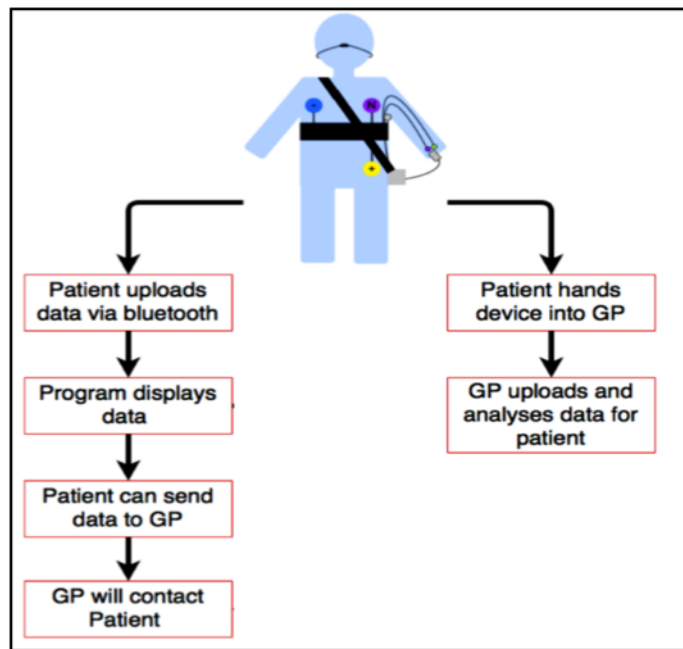 -
N
+
Patient uploads
data via bluetooth
Program displays
data
Patient can send
data to GP
GP will contact
Patient
Patient hands
device into GP
GP uploads and
analyses data for
patient